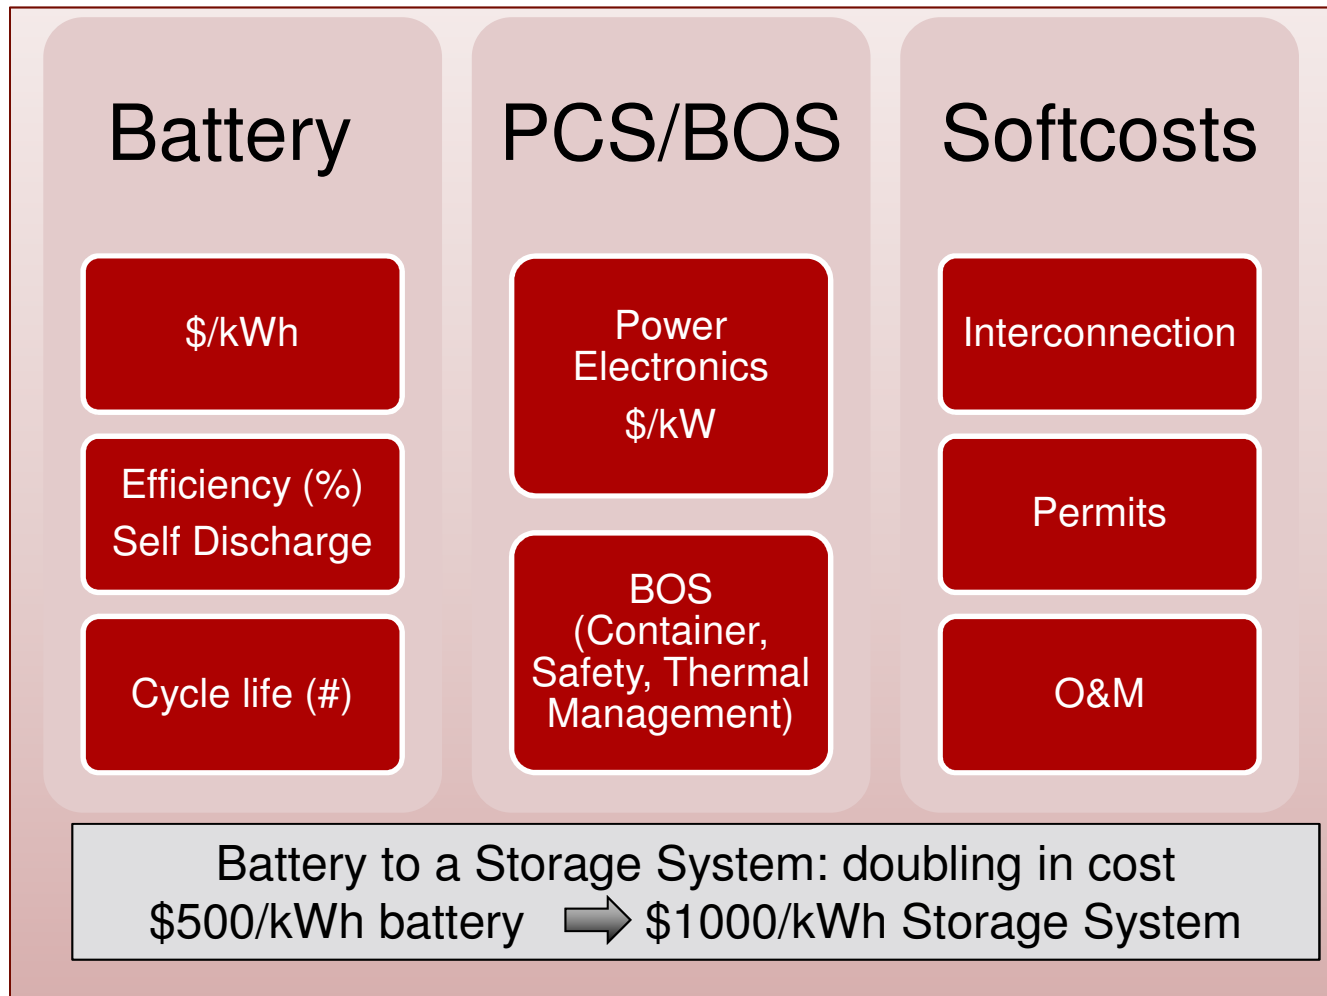 Battery
$/kWh
Efficiency (%)
Self Discharge
Cycle life (#)
PCS/BOS
Power
Electronics
$/kW
BOS
(Container,
Safety, Thermal
Management)
Softcosts
Interconnection
Permits
O&M
Battery to a Storage System: doubling in cost
$500/kWh battery $1000/kWh Storage System